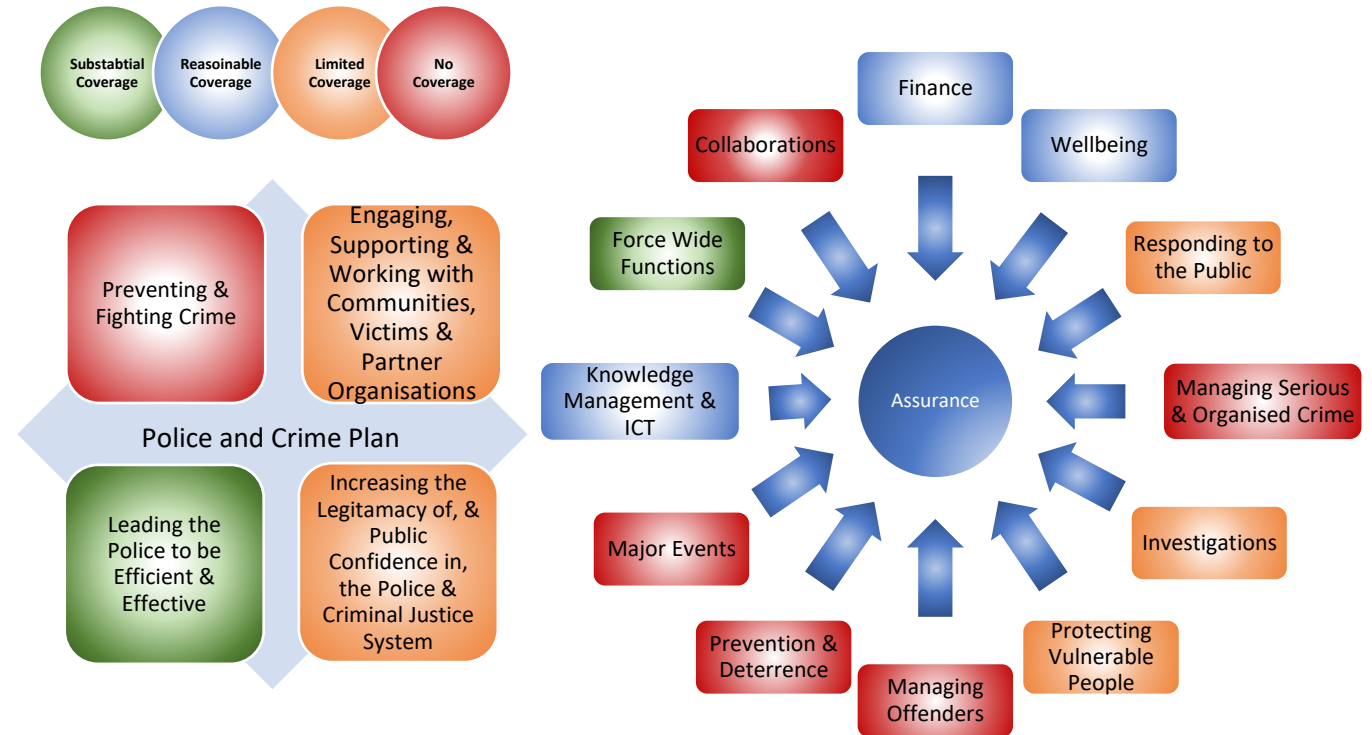 Substabtial
Coverage
Reasoinable
Coverage
Limited
Coverage
No
Coverage
Preventing &
Fighting Crime
Engaging,
Supporting &
Working with
Communities,
Victims &
Partner
Organisations
Police and Crime Plan
Leading the
Police to be
Efficient &
Effective
Increasing the
Legitamacy of, &
Public
Confidence in,
the Police &
Criminal Justice
System
Finance
Wellbeing
Responding to
the Public
Managing Serious
& Organised Crime
Investigations
Protecting
Vulnerable
People
Managing
Offenders
Prevention &
Deterrence
Major Events
Knowledge
Management &
ICT
Force Wide
Functions
Collaborations
Assurance